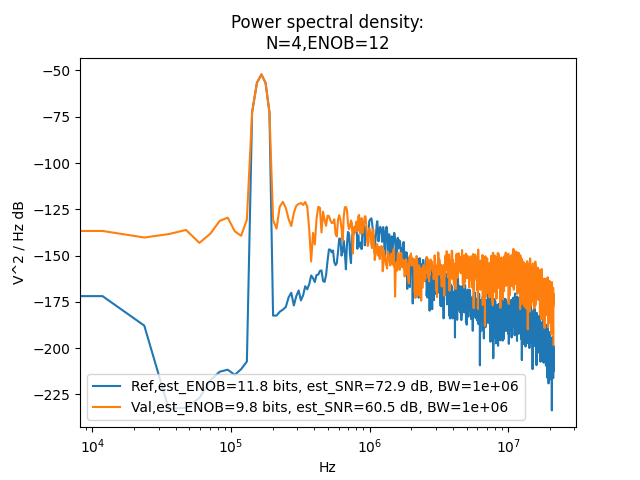 Power spectral density:
N=4,ENOB=12
V^2 / Hz dB
−50
−75
−100
−125
−150
−175
−200
−225
Ref,est_ENOB=11.8 bits, est_SNR=72.9 dB, BW=1e+06
Val,est_ENOB=9.8 bits, est_SNR=60.5 dB, BW=1e+06
10^4 10^5 10^6 10^7
Hz